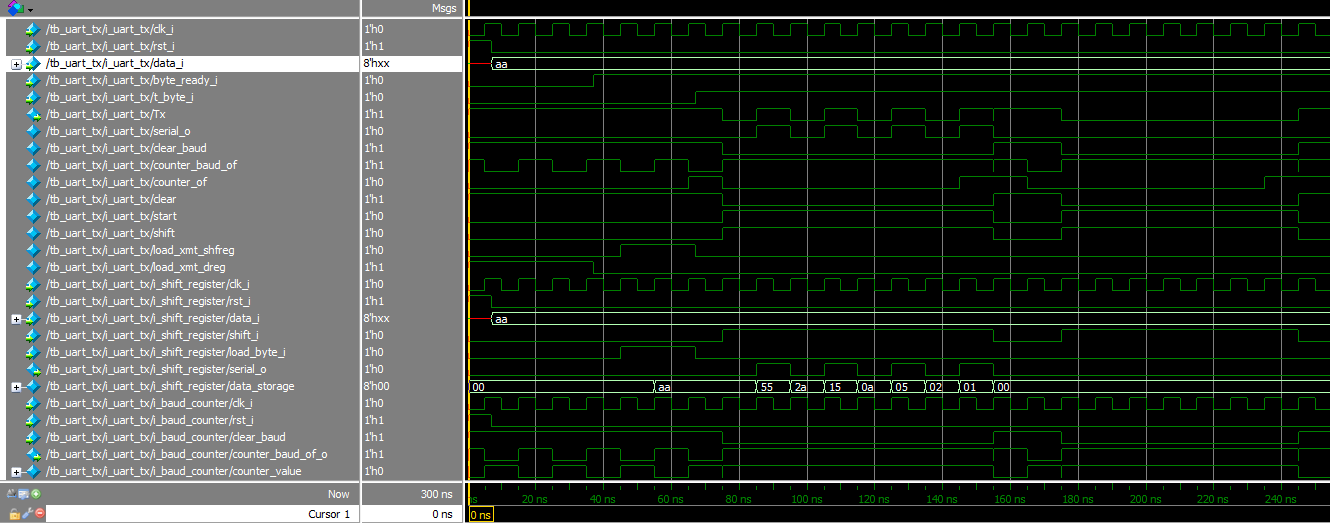 Msgs
/tb_uart_tx/i_uart_tx/clk_i 1'h0
/tb_uart_tx/i_uart_tx/rst_i 1'h1
/tb_uart_tx/i_uart_tx/data_i 8'hxx aa
/tb_uart_tx/i_uart_tx/byte_ready_i 1'h0
/tb_uart_tx/i_uart_tx/t_byte_i 1'h0
/tb_uart_tx/i_uart_tx/Tx 1'h1
/tb_uart_tx/i_uart_tx/serial_o 1'h0
/tb_uart_tx/i_uart_tx/clear_baud 1'h1
/tb_uart_tx/i_uart_tx/counter_baud_of 1'h1
/tb_uart_tx/i_uart_tx/counter_of 1'h0
/tb_uart_tx/i_uart_tx/clear 1'h1
/tb_uart_tx/i_uart_tx/start 1'h0
/tb_uart_tx/i_uart_tx/shift 1'h0
/tb_uart_tx/i_uart_tx/load_xmt_shfreg 1'h0
/tb_uart_tx/i_uart_tx/load_xmt_dreg 1'h1
/tb_uart_tx/i_uart_tx/i_shift_register/clk_i 1'h0
/tb_uart_tx/i_uart_tx/i_shift_register/rst_i 1'h1
/tb_uart_tx/i_uart_tx/i_shift_register/data_i 8'hxx aa
/tb_uart_tx/i_uart_tx/i_shift_register/shift_i 1'h0
/tb_uart_tx/i_uart_tx/i_shift_register/load_byte_i 1'h0
/tb_uart_tx/i_uart_tx/i_shift_register/serial_o 1'h0
/tb_uart_tx/i_uart_tx/i_shift_register/data_storage 8'h00 00 aa 55 2a 15 0a 05 02 01 00
/tb_uart_tx/i_uart_tx/i_baud_counter/clk_i 1'h0
/tb_uart_tx/i_uart_tx/i_baud_counter/rst_i 1'h1
/tb_uart_tx/i_uart_tx/i_baud_counter/clear_baud 1'h1
/tb_uart_tx/i_uart_tx/i_baud_counter/counter_baud_of_o 1'h1
/tb_uart_tx/i_uart_tx/i_baud_counter/counter_value 1'h0
Now 300 ns ns 20 ns 40 ns 60 ns 80 ns 100 ns 120 ns 140 ns 160 ns 180 ns 200 ns 220 ns 240 ns
Cursor 1 0 ns 0 ns